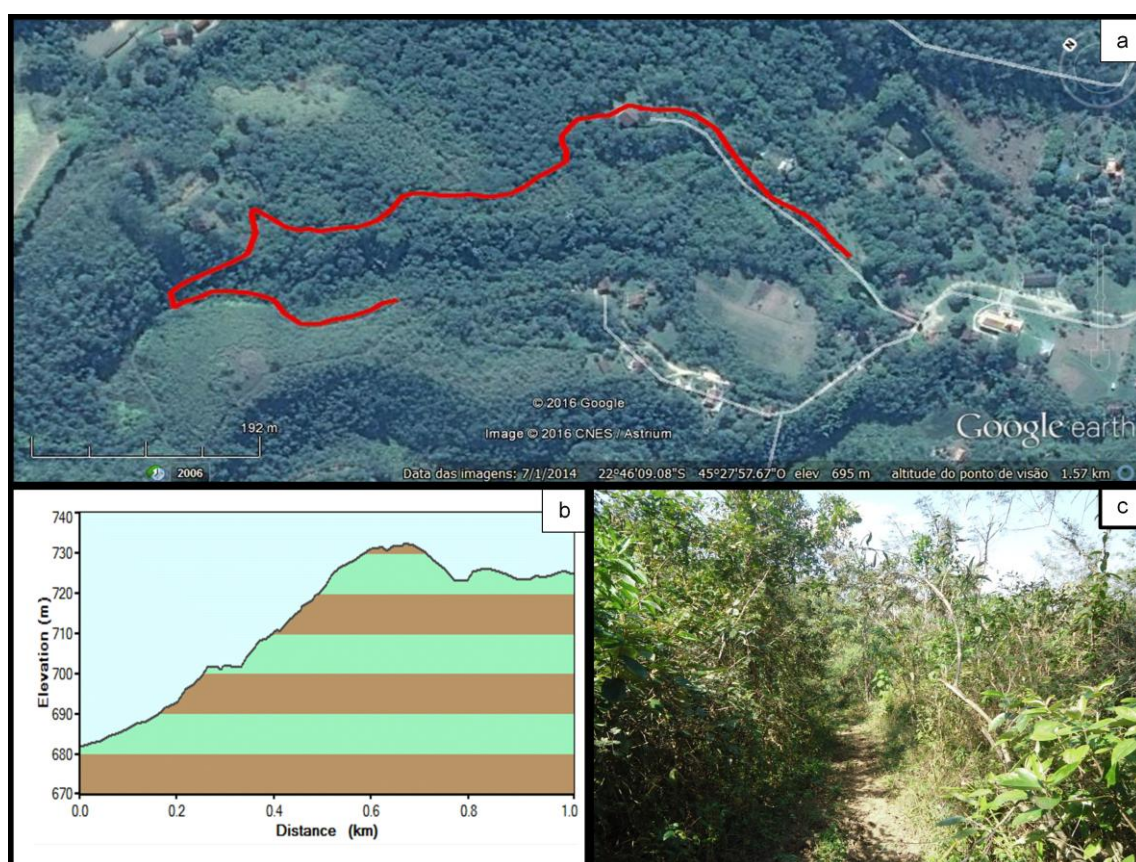 a
N
© 2016 Google
Image © 2016 CNES / Astrium
Google earth
192 m
2006
Data das imagens: 7/1/2014 22°46'09.08"S 45°27'57.67"O elev 695 m altitude do ponto de visão 1.57 km
b
740
730
720
710
700
690
680
670
Elevation (m)
0.0 0.2 0.4 0.6 0.8 1.0
Distance (km)
c